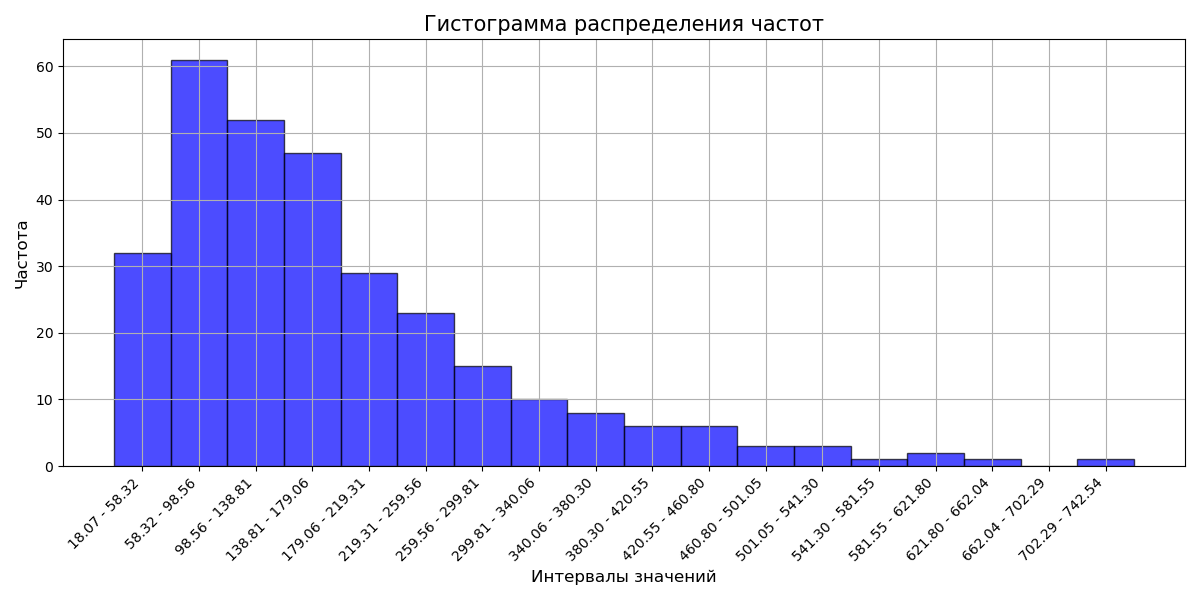 Гистограмма распределения частот
Частота
60
50
40
30
20
10
0
18.07 - 58.32
58.32 - 98.56
98.56 - 138.81
138.81 - 179.06
179.06 - 219.31
219.31 - 259.56
259.56 - 299.81
299.81 - 340.06
340.06 - 380.30
380.30 - 420.55
420.55 - 460.80
460.80 - 501.05
501.05 - 541.30
541.30 - 581.55
581.55 - 621.80
621.80 - 662.04
662.04 - 702.29
702.29 - 742.54
Интервалы значений